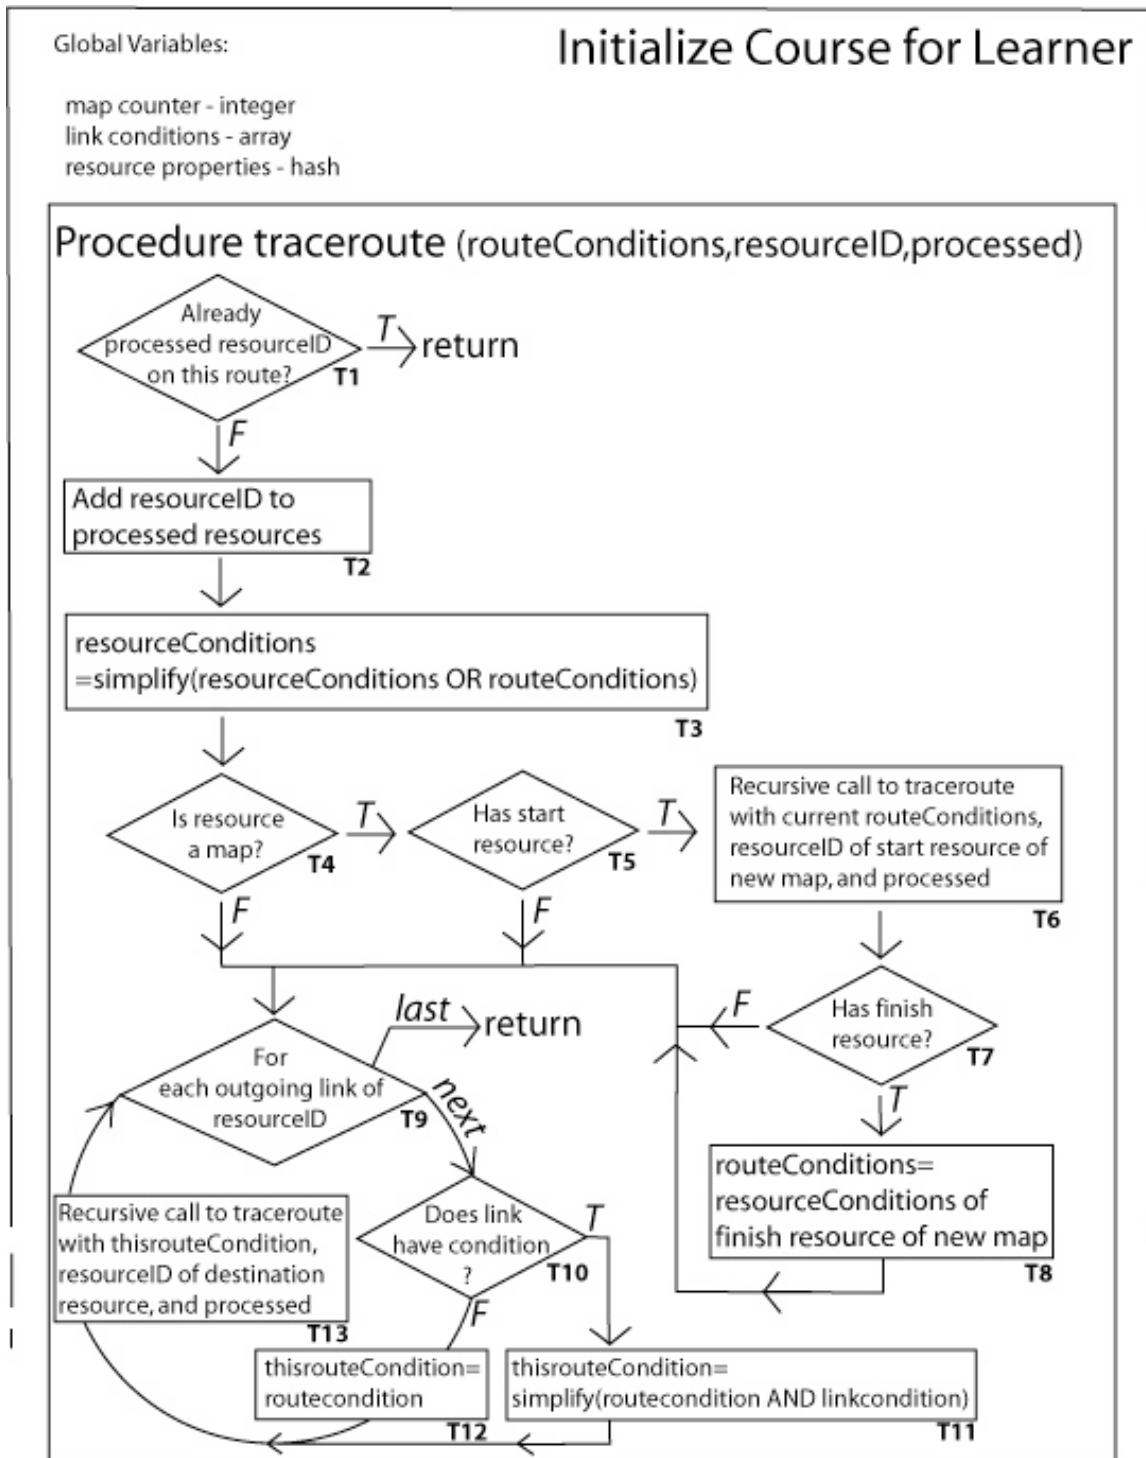 Global Variables:
Initialize Course for Learner
map counter - integer
link conditions - array
resource properties - hash
Procedure traceroute (routeConditions,resourceID,processed)
Already
processed resourceID
on this route?
T1
T
return
F
Add resourceID to
processed resources
T2
resourceConditions
=simplify(resourceConditions OR routeConditions)
T3
Is resource
a map?
T4
T
F
Has start
resource?
T5
T
F
Recursive call to traceroute
with current routeConditions,
resourceID of start resource of
new map, and processed
T6
Has finish
resource?
T7
F
T
routeConditions=
resourceConditions of
finish resource of new map
T8
For
each outgoing link of
resourceID
T9
last
return
next
Does link
have condition
?
T10
T
F
thisrouteCondition=
simplify(routecondition AND linkcondition)
T11
thisrouteCondition=
routecondition
T12
Recursive call to traceroute
with thisrouteCondition,
resourceID of destination
resource, and processed
T13